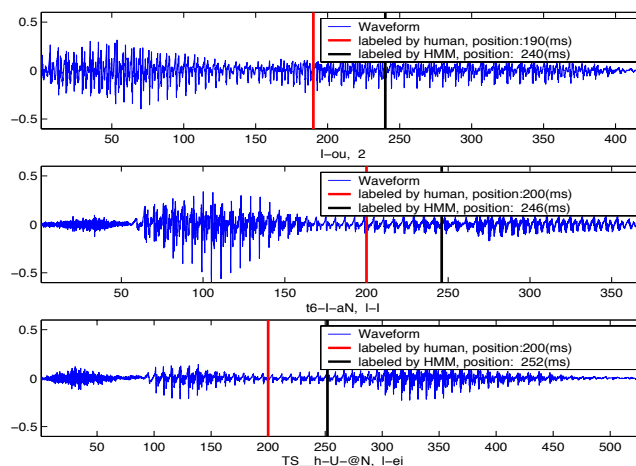 0.5
Waveform
labeled by human, position:190(ms)
labeled by HMM, position: 240(ms)
0
−0.5
50 100 150 200 250 300 350 400
l−ou, 2
0.5
Waveform
labeled by human, position:200(ms)
labeled by HMM, position: 246(ms)
0
−0.5
50 100 150 200 250 300 350
t6−l−aN, l−l
0.5
Waveform
labeled by human, position:200(ms)
labeled by HMM, position: 252(ms)
0
−0.5
50 100 150 200 250 300 350 400 450 500
TS__h−U−@N, l−ei